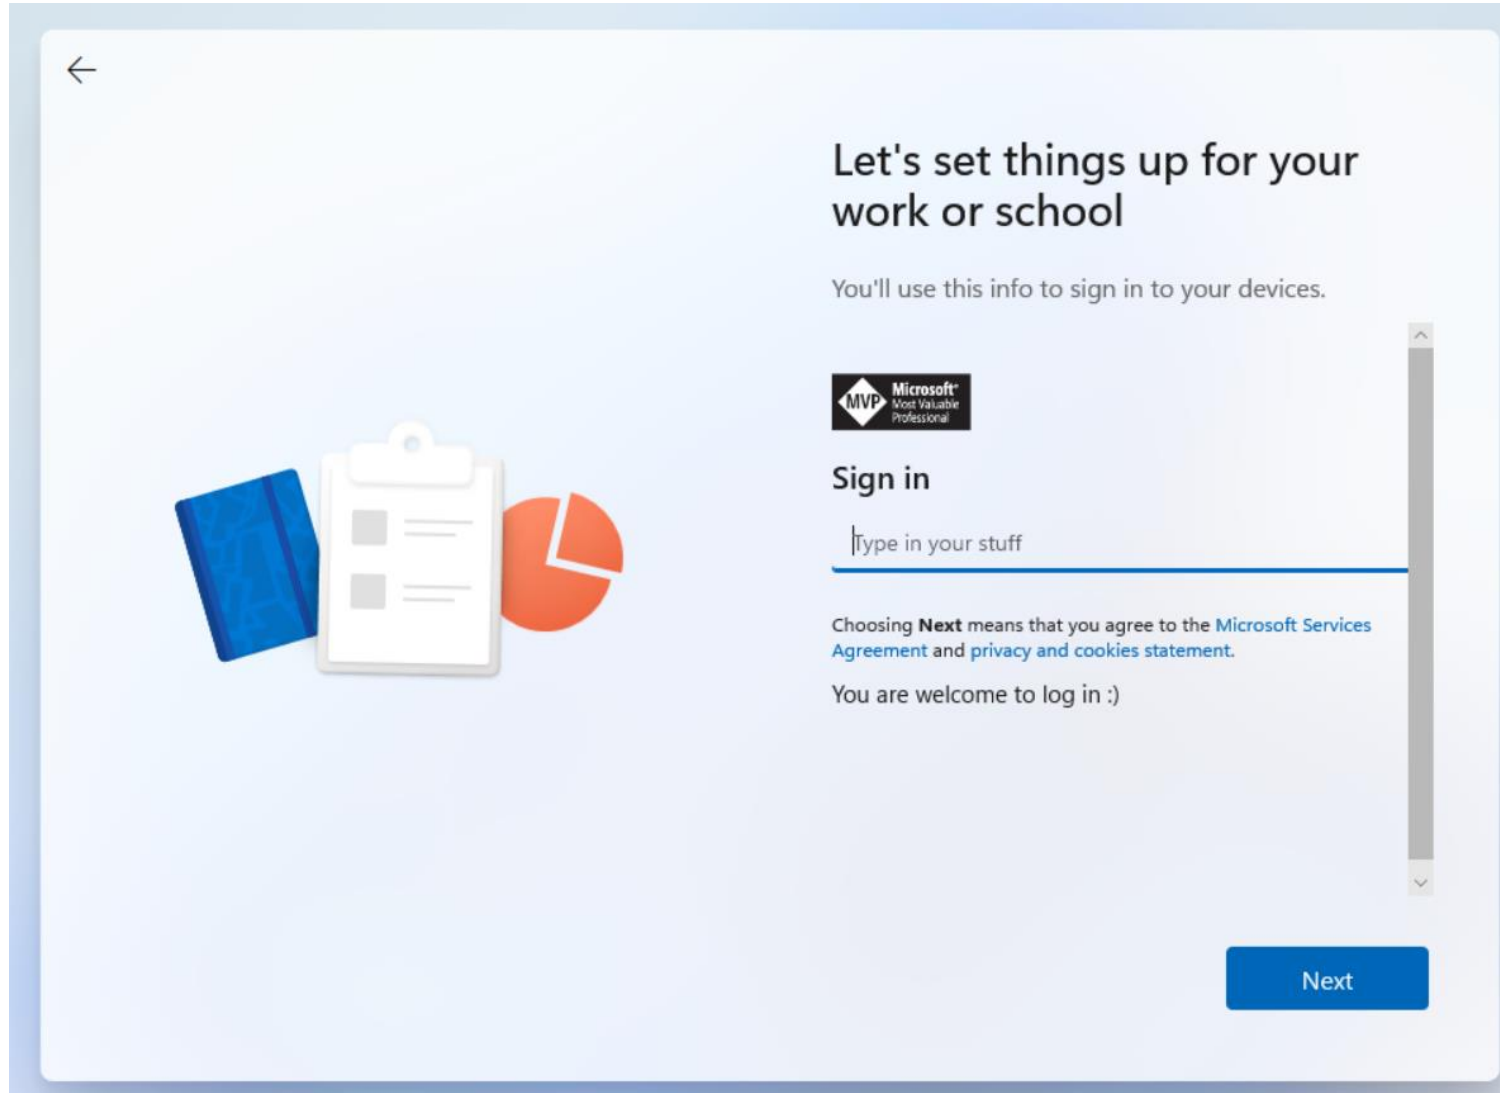 Let's set things up for your
work or school
You'll use this info to sign in to your devices.
MVP
Microsoft®
Most Valuable
Professional
Sign in
Type in your stuff
Choosing Next means that you agree to the Microsoft Services
Agreement and privacy and cookies statement.
You are welcome to log in :)
Next